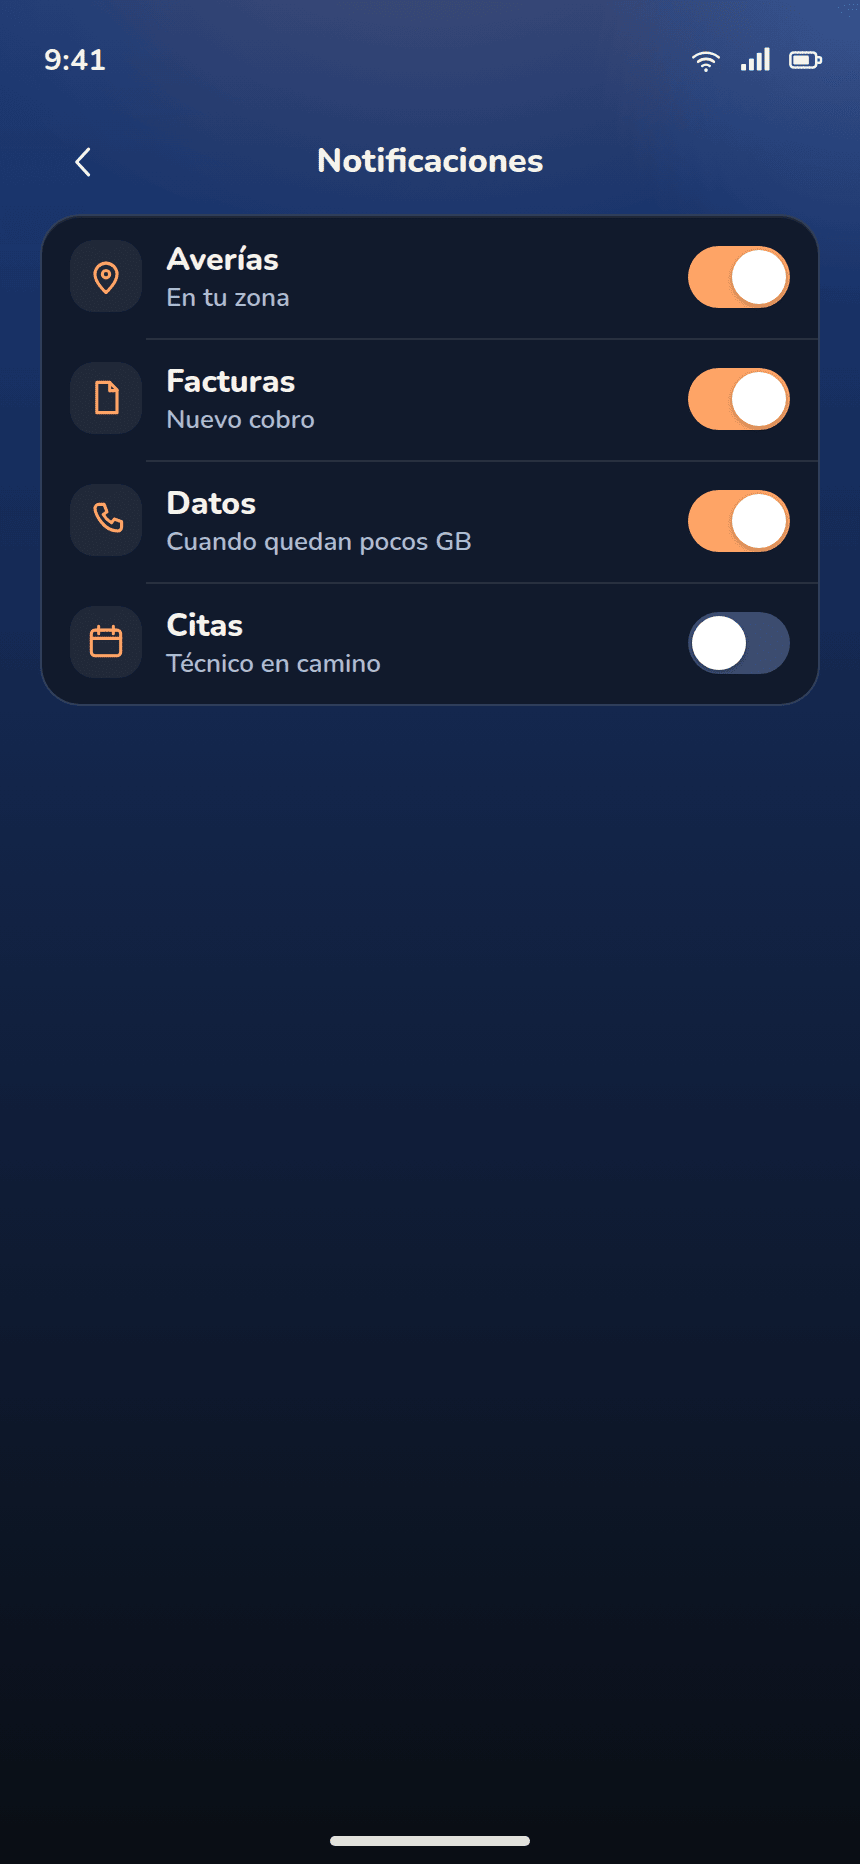 9:41
Notificaciones
Averías
En tu zona
Facturas
Nuevo cobro
Datos
Cuando quedan pocos GB
Citas
Técnico en camino